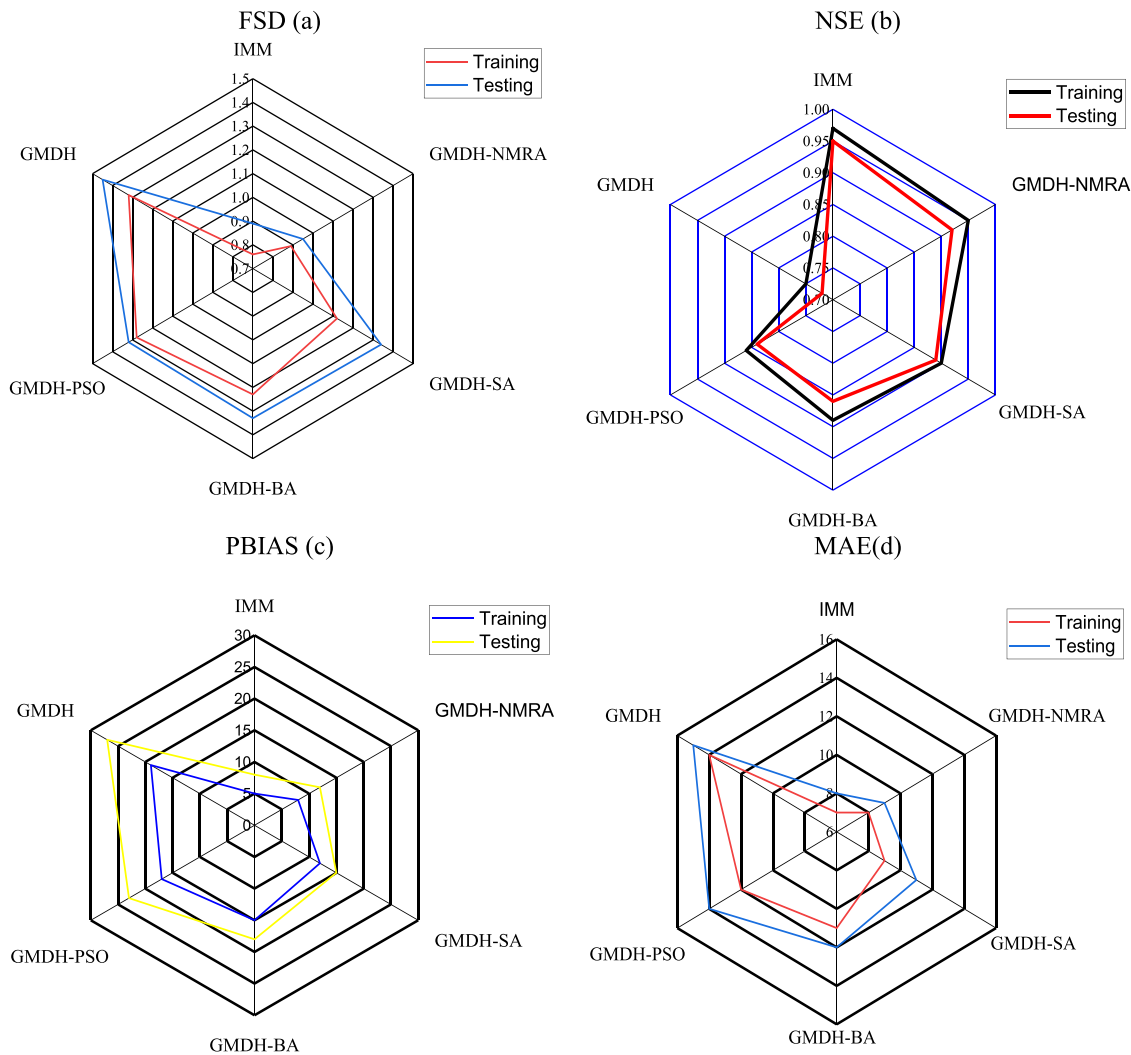 FSD (a)
IMM
Training
Testing
1.5
1.4
1.3
1.2
1.1
1.0
0.9
0.8
0.7
GMDH
GMDH-NMRA
GMDH-PSO
GMDH-SA
GMDH-BA
NSE (b)
IMM
Training
Testing
1.00
0.95
0.90
0.85
0.80
0.75
0.70
GMDH
GMDH-NMRA
GMDH-PSO
GMDH-SA
GMDH-BA
PBIAS (c)
IMM
Training
Testing
30
25
20
15
10
5
0
GMDH
GMDH-NMRA
GMDH-PSO
GMDH-SA
GMDH-BA
MAE(d)
IMM
Training
Testing
16
14
12
10
8
6
GMDH
GMDH-NMRA
GMDH-PSO
GMDH-SA
GMDH-BA